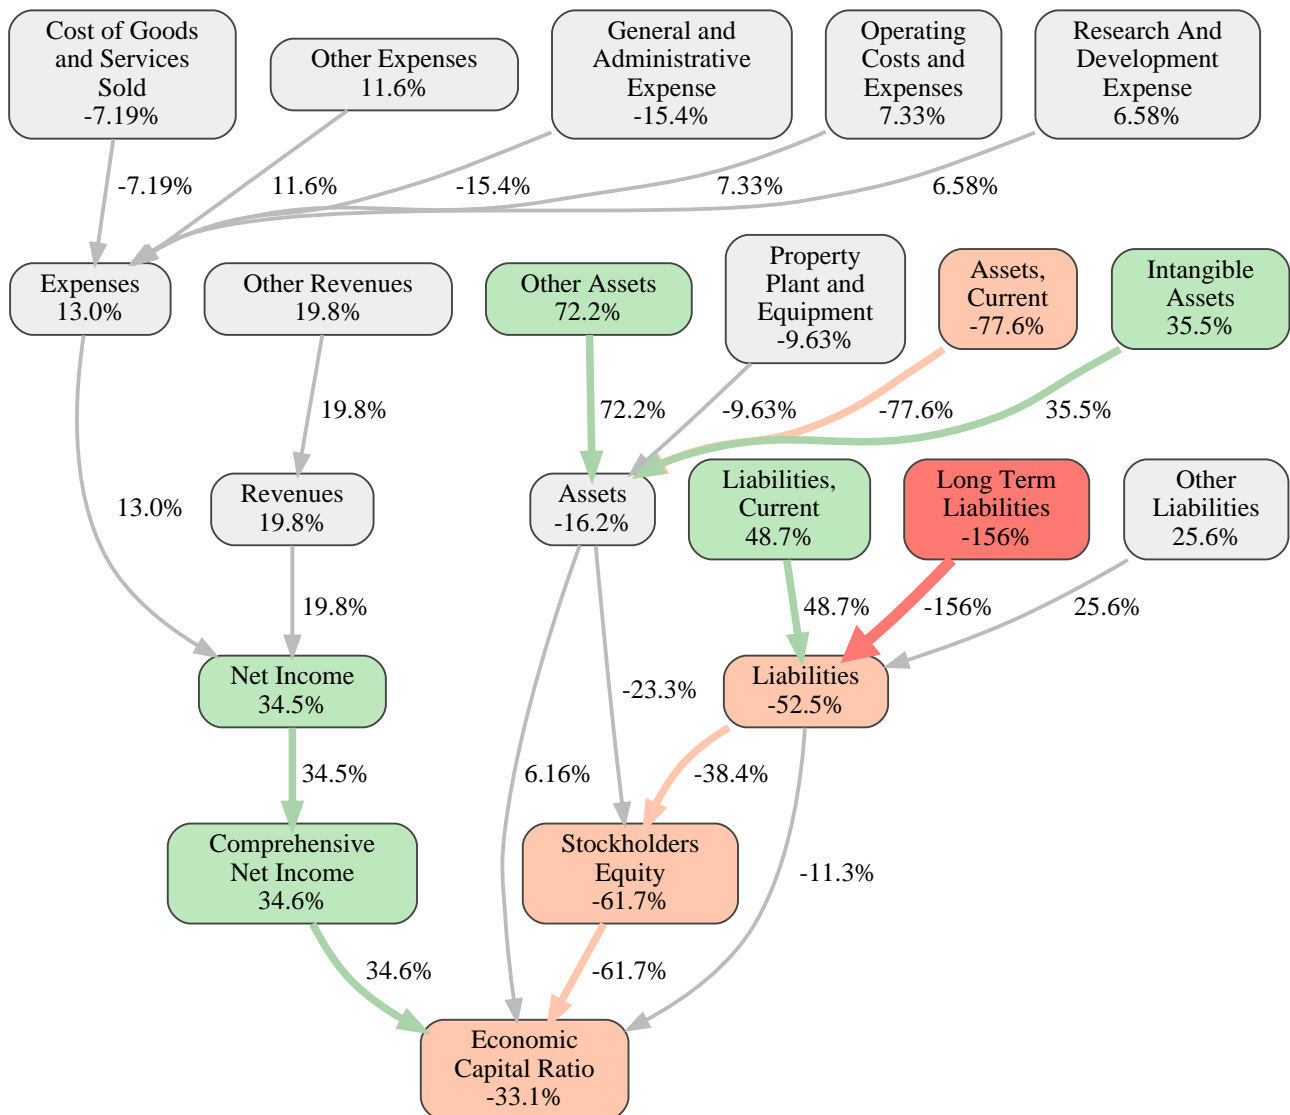 Cost of Goods
and Services
Sold
-7.19%
Other Expenses
11.6%
General and
Administrative
Expense
-15.4%
Operating
Costs and
Expenses
7.33%
Research And
Development
Expense
6.58%
-7.19%
11.6%
-15.4%
7.33%
6.58%
Expenses
13.0%
Other Revenues
19.8%
Other Assets
72.2%
Property
Plant and
Equipment
-9.63%
Assets,
Current
-77.6%
Intangible
Assets
35.5%
19.8%
72.2%
-9.63%
-77.6%
35.5%
13.0%
Revenues
19.8%
Assets
-16.2%
Liabilities,
Current
48.7%
Long Term
Liabilities
-156%
Other
Liabilities
25.6%
19.8%
48.7%
-156%
25.6%
Net Income
34.5%
-23.3%
Liabilities
-52.5%
34.5%
6.16%
-38.4%
Comprehensive
Net Income
34.6%
Stockholders
Equity
-61.7%
-11.3%
34.6%
-61.7%
Economic
Capital Ratio
-33.1%